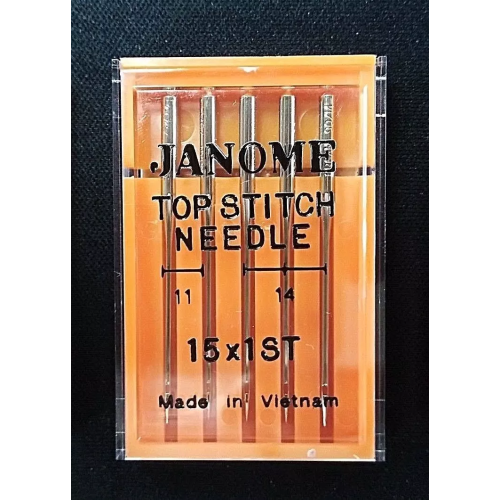 JANOME
TOP STITCH
NEEDLE
11 14
15x1ST
Made in Vietnam